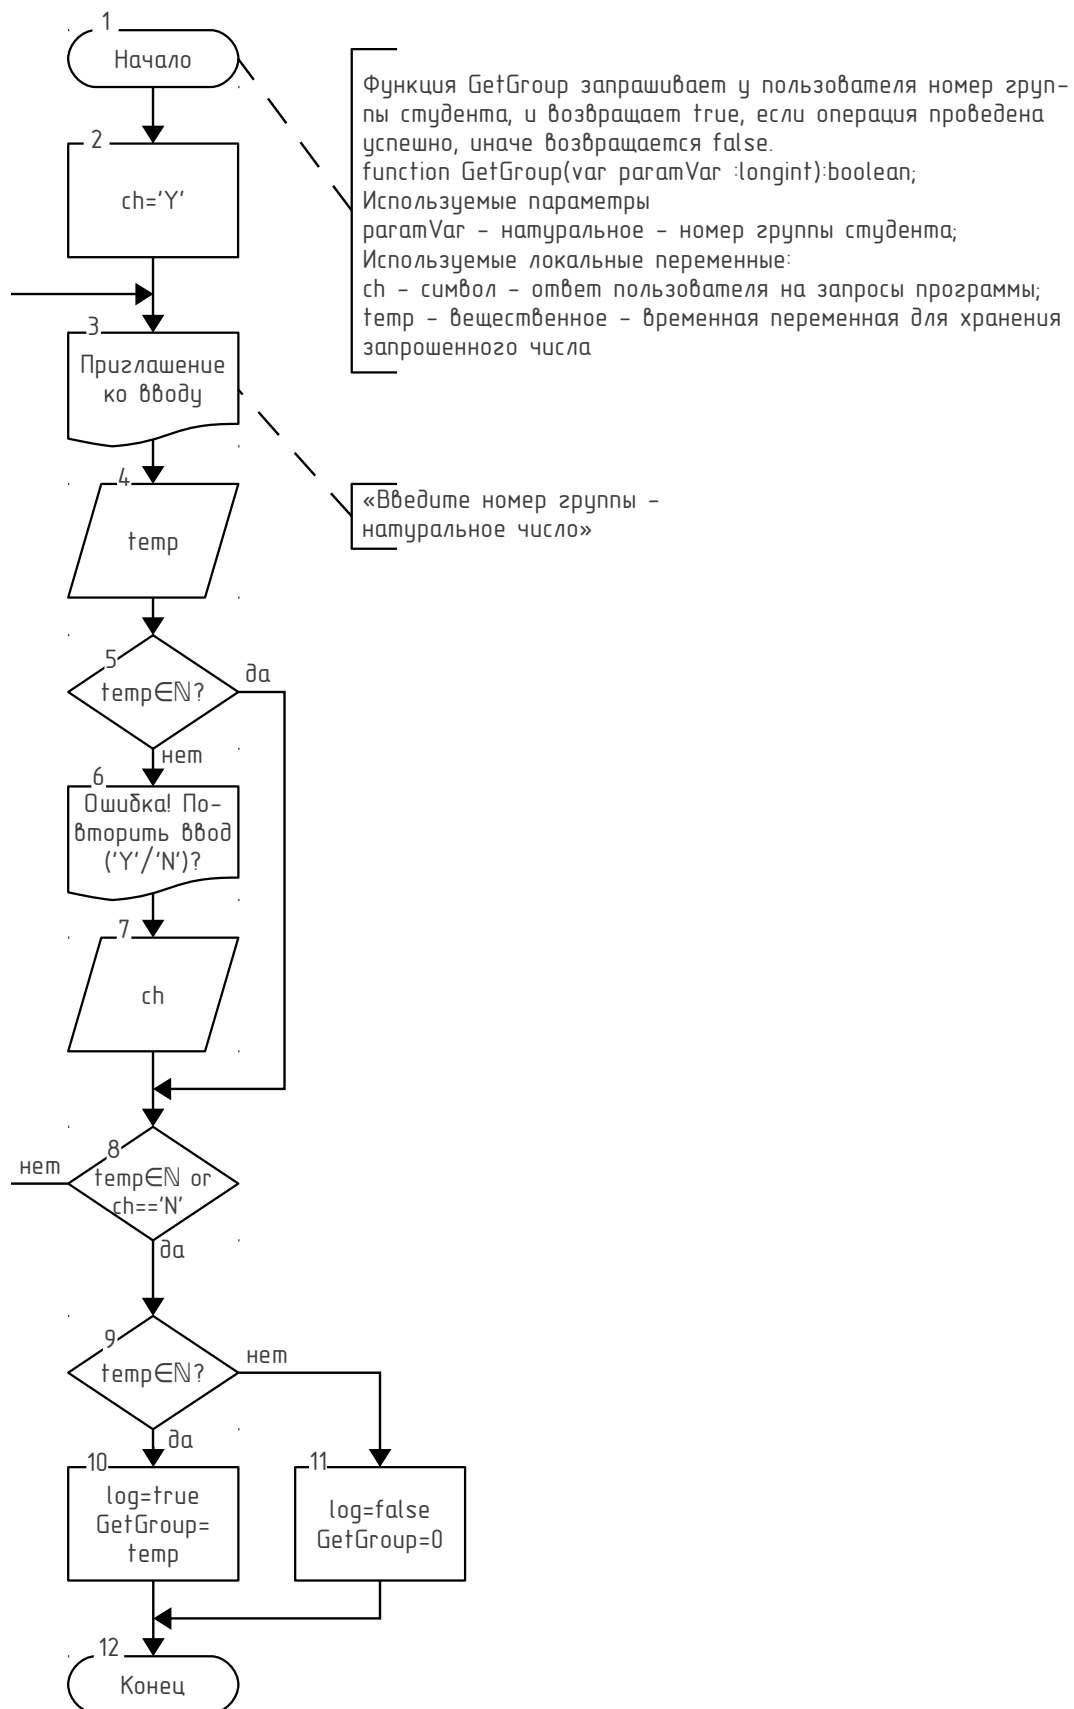 1
Начало
Функция GetGroup запрашивает у пользователя номер груп-
пы студента, и возвращает true, если операция проведена
успешно, иначе возвращается false.
function GetGroup(var paramVar :longint):boolean;
Используемые параметры
paramVar - натуральное - номер группы студента;
Используемые локальные переменные:
ch - символ - ответ пользователя на запросы программы;
temp - вещественное - временная переменная для хранения
запрошенного числа
2
ch='Y'
3
Приглашение
ко вводу
«Введите номер группы -
натуральное число»
4
temp
5
temp∈ℕ?
да
нет
6
Ошибка! По-
вторить ввод
('Y'/'N')?
7
ch
8
temp∈ℕ or
ch=='N'
нет
да
9
temp∈ℕ?
нет
да
10
log=true
GetGroup=
temp
11
log=false
GetGroup=0
12
Конец